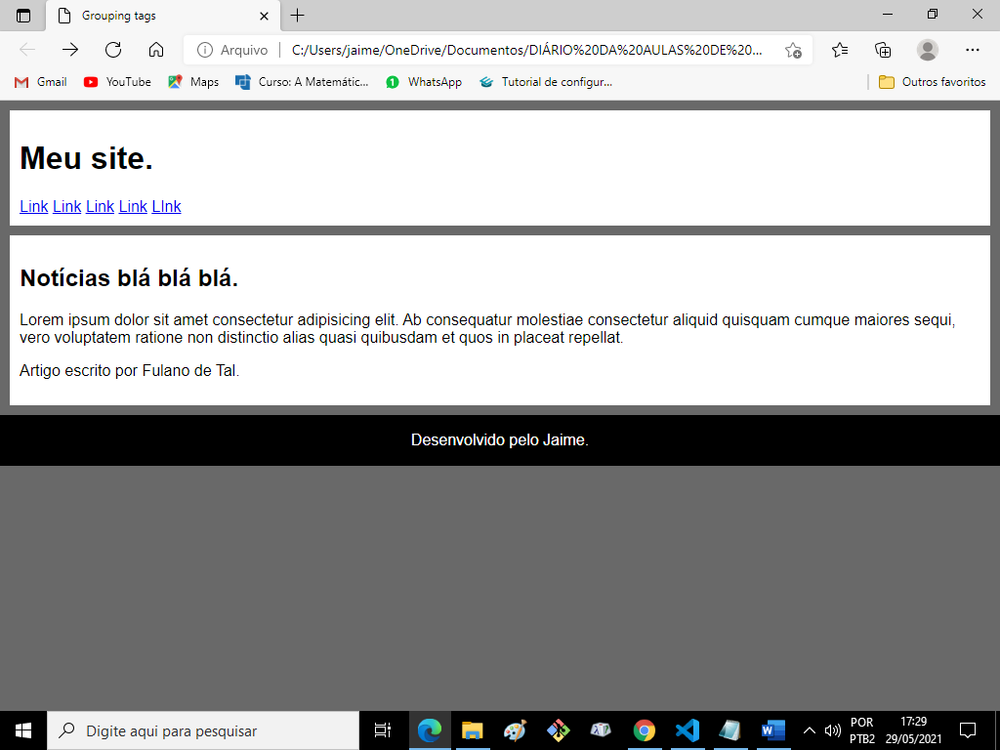 Grouping tags
Arquivo C:/Users/jaime/OneDrive/Documentos/DIÁRIO%20DA%20AULAS%20DE%20...
Gmail YouTube Maps Curso: A Matemátic... 1 WhatsApp Tutorial de configur... Outros favoritos
Meu site.
Link Link Link Link LInk
Notícias blá blá blá.
Lorem ipsum dolor sit amet consectetur adipisicing elit. Ab consequatur molestiae consectetur aliquid quisquam cumque maiores sequi,
vero voluptatem ratione non distinctio alias quasi quibusdam et quos in placeat repellat.
Artigo escrito por Fulano de Tal.
Desenvolvido pelo Jaime.
Digite aqui para pesquisar
POR 17:29
PTB2 29/05/2021